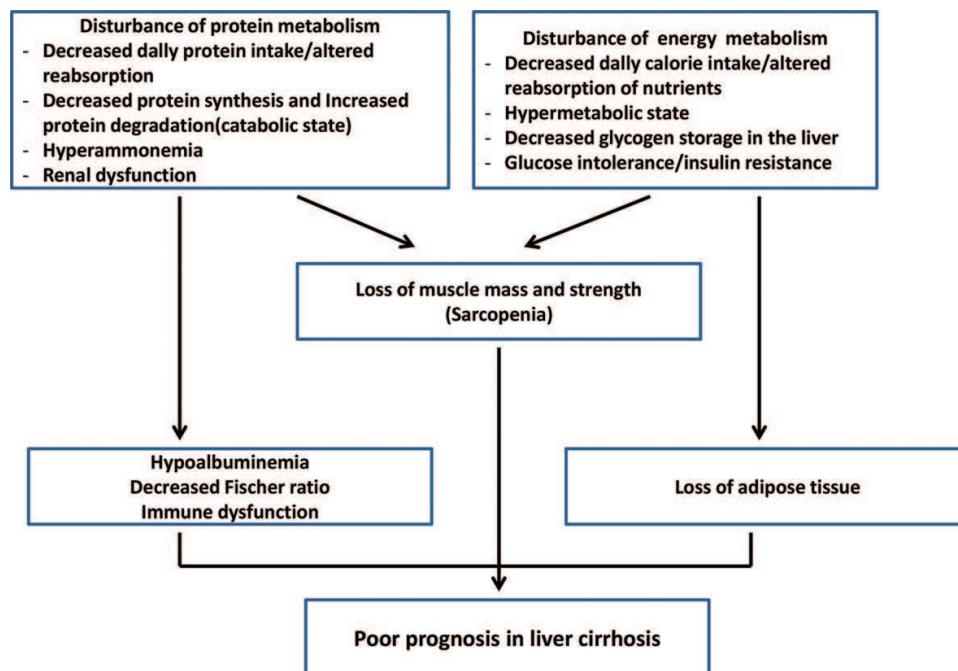 Disturbance of protein metabolism
- Decreased dally protein intake/altered
reabsorption
- Decreased protein synthesis and Increased
protein degradation(catabolic state)
- Hyperammonemia
- Renal dysfunction
Disturbance of energy metabolism
- Decreased dally calorie intake/altered
reabsorption of nutrients
- Hypermetabolic state
- Decreased glycogen storage in the liver
- Glucose intolerance/insulin resistance
Loss of muscle mass and strength
(Sarcopenia)
Hypoalbuminemia
Decreased Fischer ratio
Immune dysfunction
Loss of adipose tissue
Poor prognosis in liver cirrhosis